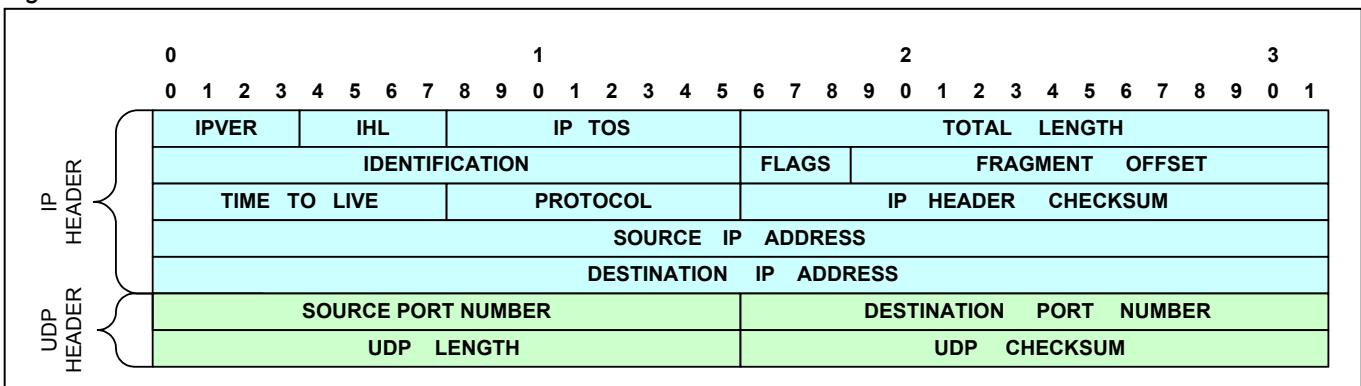 0 1 2 3
0 1 2 3 4 5 6 7 8 9 0 1 2 3 4 5 6 7 8 9 0 1 2 3 4 5 6 7 8 9 0 1
IP HEADER
IPVER IHL IP TOS TOTAL LENGTH
IDENTIFICATION FLAGS FRAGMENT OFFSET
TIME TO LIVE PROTOCOL IP HEADER CHECKSUM
SOURCE IP ADDRESS
DESTINATION IP ADDRESS
UDP HEADER
SOURCE PORT NUMBER DESTINATION PORT NUMBER
UDP LENGTH UDP CHECKSUM